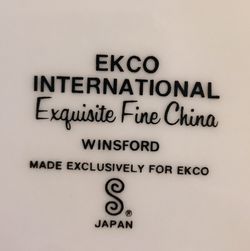 EKCO
INTERNATIONAL
Exquisite Fine China
WINSFORD
MADE EXCLUSIVELY FOR EKCO
S®
JAPAN